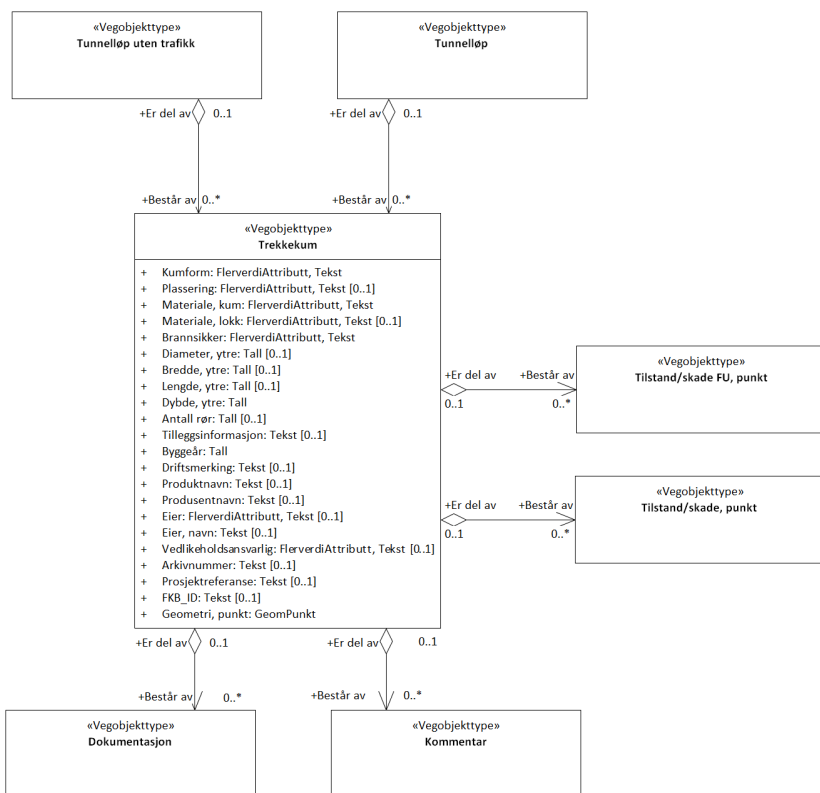 «Vegobjekttype»
Tunnelløp uten trafikk
«Vegobjekttype»
Tunnelløp
+Er del av 0..1
+Er del av 0..1
+Består av 0..*
+Består av 0..*
«Vegobjekttype»
Trekkekum
+ Kumform: FlerverdiAttributt, Tekst
+ Plassering: FlerverdiAttributt, Tekst [0..1]
+ Materiale, kum: FlerverdiAttributt, Tekst
+ Materiale, lokk: FlerverdiAttributt, Tekst [0..1]
+ Brannsikker: FlerverdiAttributt, Tekst
+ Diameter, ytre: Tall [0..1]
+ Bredde, ytre: Tall [0..1]
+ Lengde, ytre: Tall [0..1]
+ Dybde, ytre: Tall
+ Antall rør: Tall [0..1]
+ Tilleggsinformasjon: Tekst [0..1]
+ Byggeår: Tall
+ Driftsmerking: Tekst [0..1]
+ Produktnavn: Tekst [0..1]
+ Produsentnavn: Tekst [0..1]
+ Eier: FlerverdiAttributt, Tekst [0..1]
+ Eier, navn: Tekst [0..1]
+ Vedlikeholdsansvarlig: FlerverdiAttributt, Tekst [0..1]
+ Arkivnummer: Tekst [0..1]
+ Prosjektreferanse: Tekst [0..1]
+ FKB_ID: Tekst [0..1]
+ Geometri, punkt: GeomPunkt
+Er del av +Består av
0..1 0..*
«Vegobjekttype»
Tilstand/skade FU, punkt
+Er del av +Består av
0..1 0..*
«Vegobjekttype»
Tilstand/skade, punkt
+Er del av 0..1
+Er del av 0..1
+Består av 0..*
+Består av 0..*
«Vegobjekttype»
Dokumentasjon
«Vegobjekttype»
Kommentar